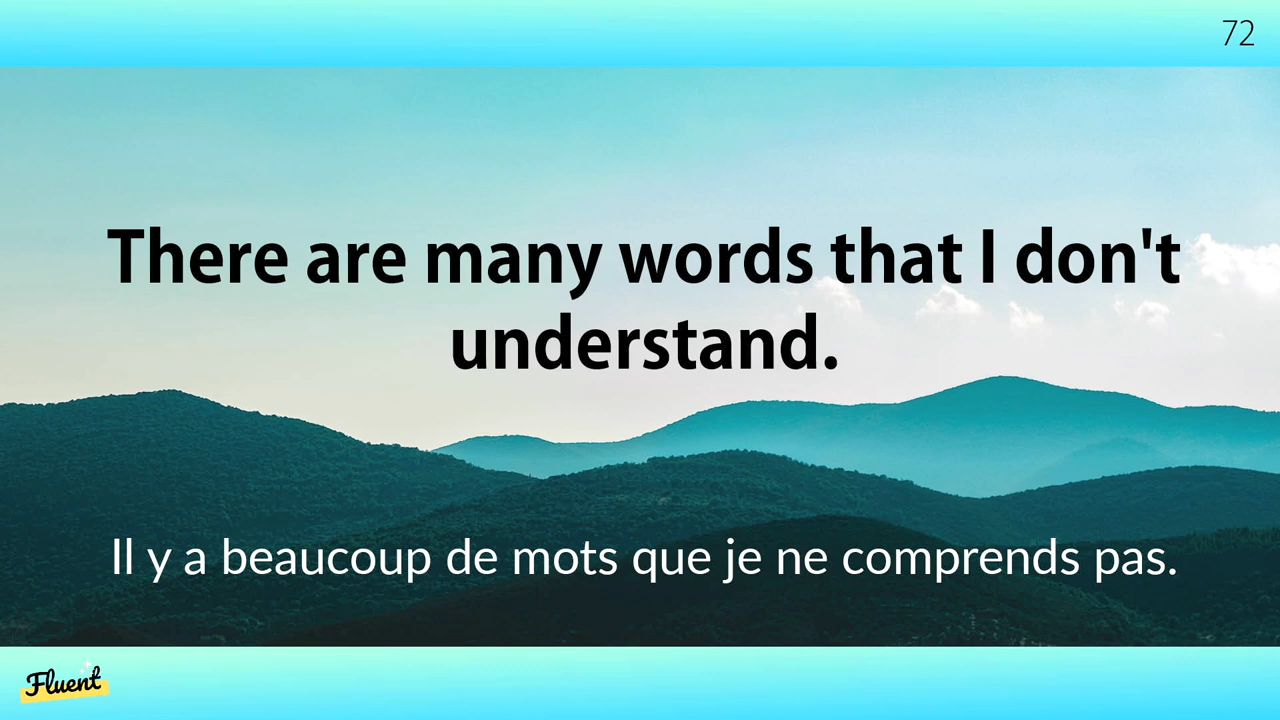 72
There are many words that I don't
understand.
Il y a beaucoup de mots que je ne comprends pas.
Fluent